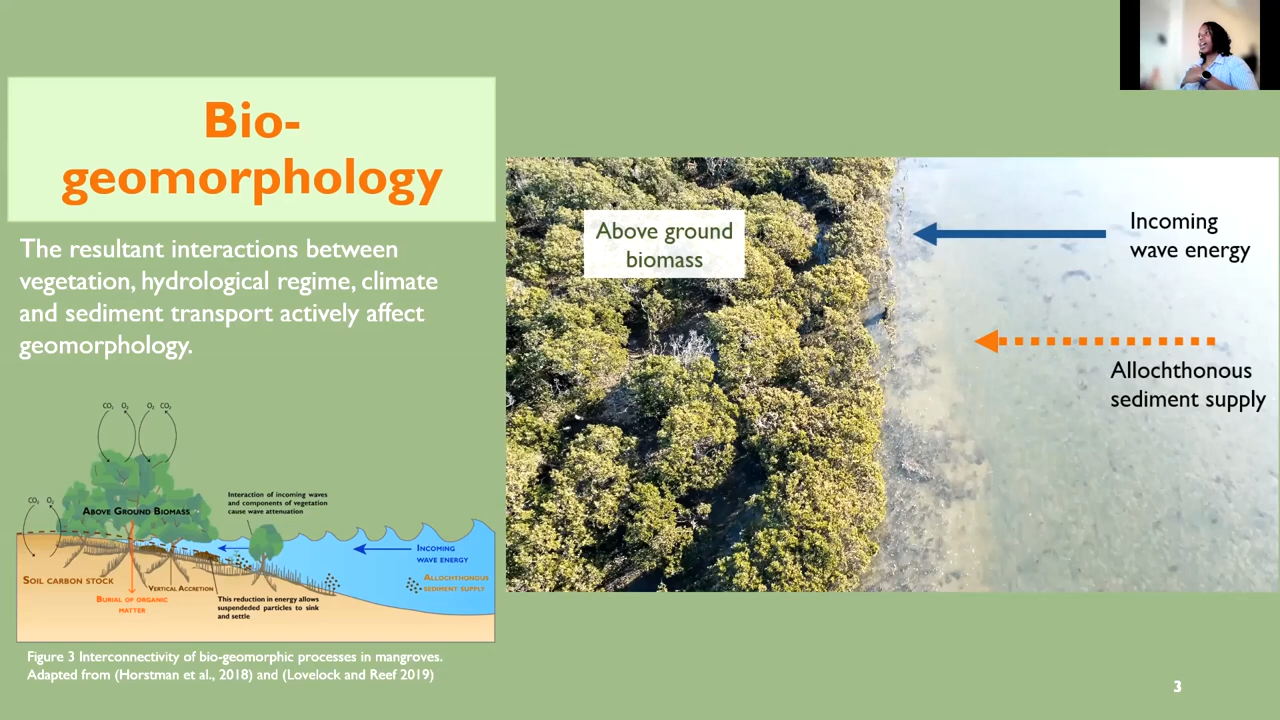 Bio-
geomorphology
The resultant interactions between
vegetation, hydrological regime, climate
and sediment transport actively affect
geomorphology.
Above ground
biomass
Incoming
wave energy
Allochthonous
sediment supply
CO₂ O₂ O₂ CO₂
CO₂ O₂
ABOVE GROUND BIOMASS
Interaction of incoming waves
and components of vegetation
cause wave attenuation
INCOMING
WAVE ENERGY
SOIL CARBON STOCK
BURIAL OF ORGANIC
MATTER
VERTICAL ACCRETION
This reduction in energy allows
suspendeded particles to sink
and settle
ALLOCHTHONOUS
SEDIMENT SUPPLY
Figure 3 Interconnectivity of bio-geomorphic processes in mangroves.
Adapted from (Horstman et al., 2018) and (Lovelock and Reef 2019)
3